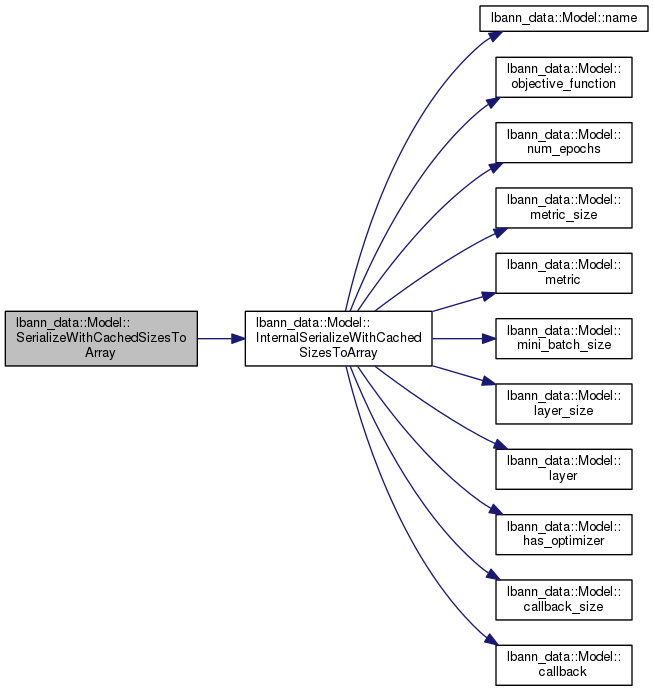 lbann_data::Model::
SerializeWithCachedSizesTo
Array
lbann_data::Model::
InternalSerializeWithCached
SizesToArray
lbann_data::Model::name
lbann_data::Model::
objective_function
lbann_data::Model::
num_epochs
lbann_data::Model::
metric_size
lbann_data::Model::
metric
lbann_data::Model::
mini_batch_size
lbann_data::Model::
layer_size
lbann_data::Model::
layer
lbann_data::Model::
has_optimizer
lbann_data::Model::
callback_size
lbann_data::Model::
callback